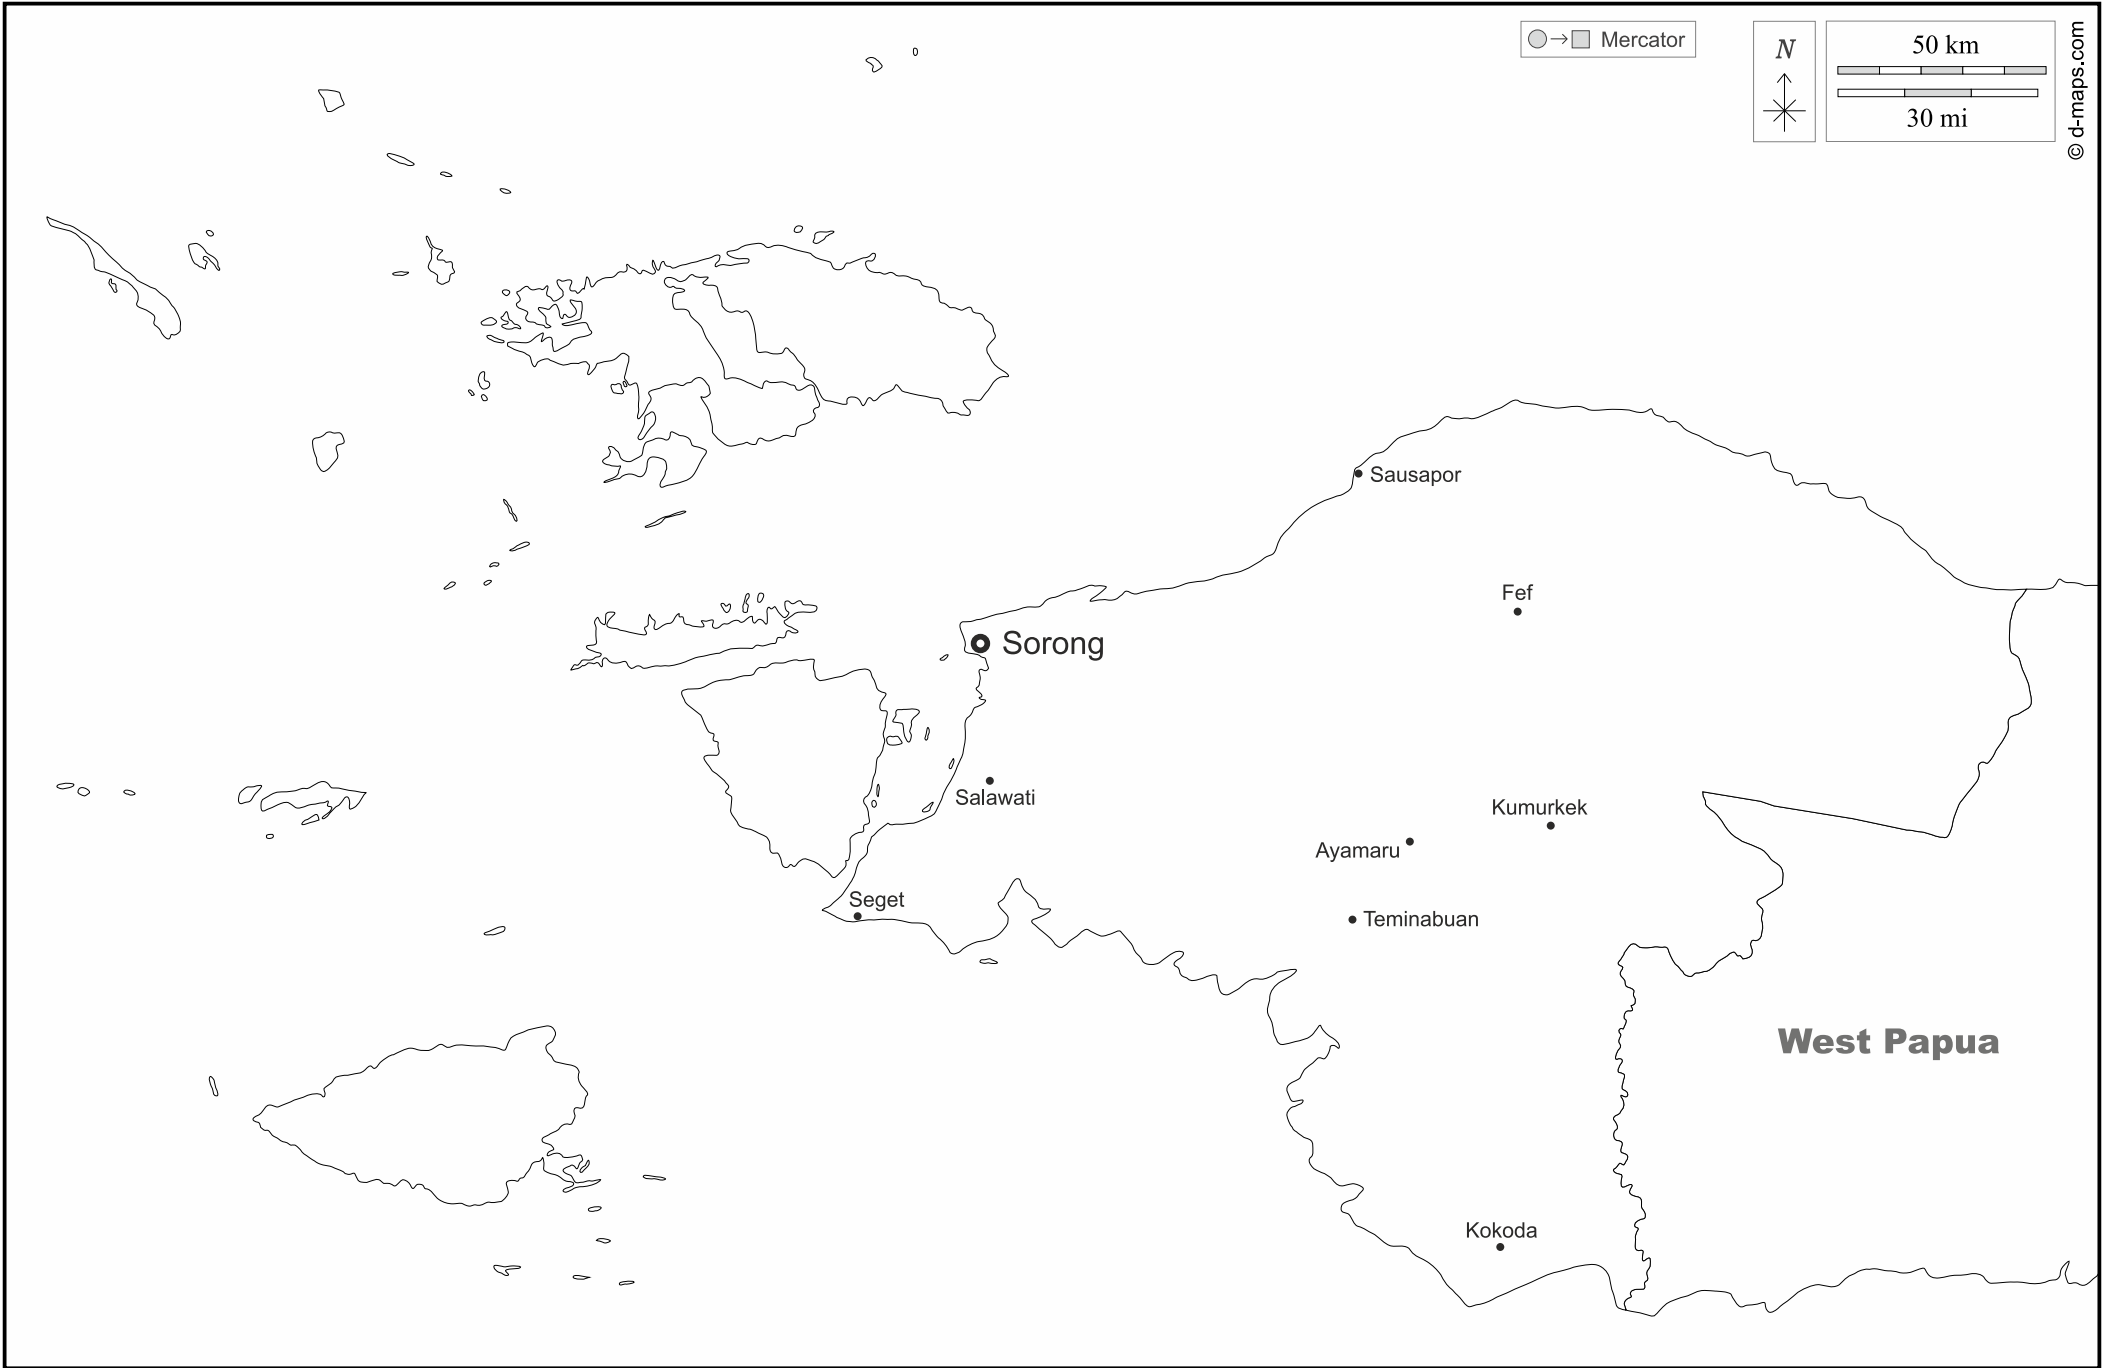 Mercator
N
50 km
30 mi
© d-maps.com
Sausapor
Fef
Sorong
Salawati
Kumurkek
Ayamaru
Seget
Teminabuan
West Papua
Kokoda